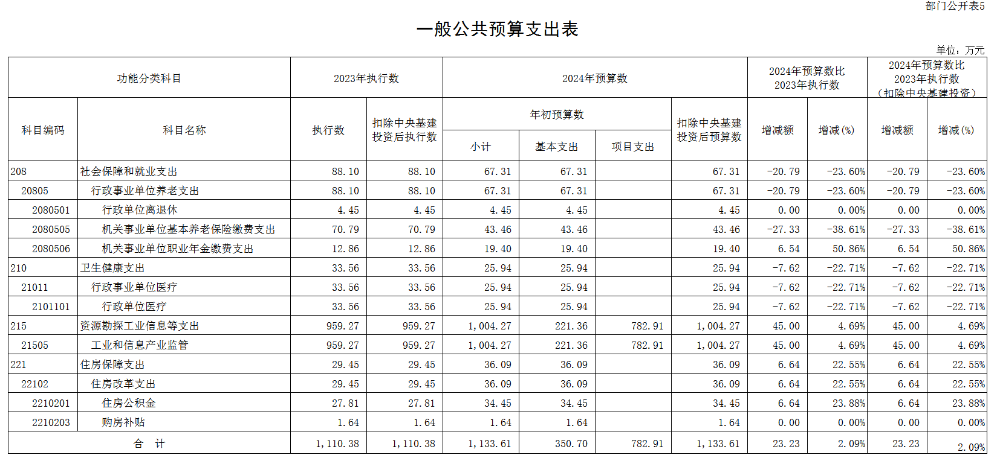 部门公开表5
一般公共预算支出表
单位：万元
功能分类科目 2023年执行数 2024年预算数 2024年预算数比 2023年执行数 2024年预算数比 2023年执行数 （扣除中央基建投资）
科目编码 科目名称 执行数 扣除中央基建投资后执行数 年初预算数 扣除中央基建投资后预算数 增减额 增减(%) 增减额 增减(%)
小计 基本支出 项目支出
208 社会保障和就业支出 88.10 88.10 67.31 67.31 67.31 -20.79 -23.60% -20.79 -23.60%
20805 行政事业单位养老支出 88.10 88.10 67.31 67.31 67.31 -20.79 -23.60% -20.79 -23.60%
2080501 行政单位离退休 4.45 4.45 4.45 4.45 4.45 0.00 0.00% 0.00 0.00%
2080505 机关事业单位基本养老保险缴费支出 70.79 70.79 43.46 43.46 43.46 -27.33 -38.61% -27.33 -38.61%
2080506 机关事业单位职业年金缴费支出 12.86 12.86 19.40 19.40 19.40 6.54 50.86% 6.54 50.86%
210 卫生健康支出 33.56 33.56 25.94 25.94 25.94 -7.62 -22.71% -7.62 -22.71%
21011 行政事业单位医疗 33.56 33.56 25.94 25.94 25.94 -7.62 -22.71% -7.62 -22.71%
2101101 行政单位医疗 33.56 33.56 25.94 25.94 25.94 -7.62 -22.71% -7.62 -22.71%
215 资源勘探工业信息等支出 959.27 959.27 1,004.27 221.36 782.91 1,004.27 45.00 4.69% 45.00 4.69%
21505 工业和信息产业监管 959.27 959.27 1,004.27 221.36 782.91 1,004.27 45.00 4.69% 45.00 4.69%
221 住房保障支出 29.45 29.45 36.09 36.09 36.09 6.64 22.55% 6.64 22.55%
22102 住房改革支出 29.45 29.45 36.09 36.09 36.09 6.64 22.55% 6.64 22.55%
2210201 住房公积金 27.81 27.81 34.45 34.45 34.45 6.64 23.88% 6.64 23.88%
2210203 购房补贴 1.64 1.64 1.64 1.64 1.64 0.00 0.00% 0.00 0.00%
合 计 1,110.38 1,110.38 1,133.61 350.70 782.91 1,133.61 23.23 2.09% 23.23 2.09%